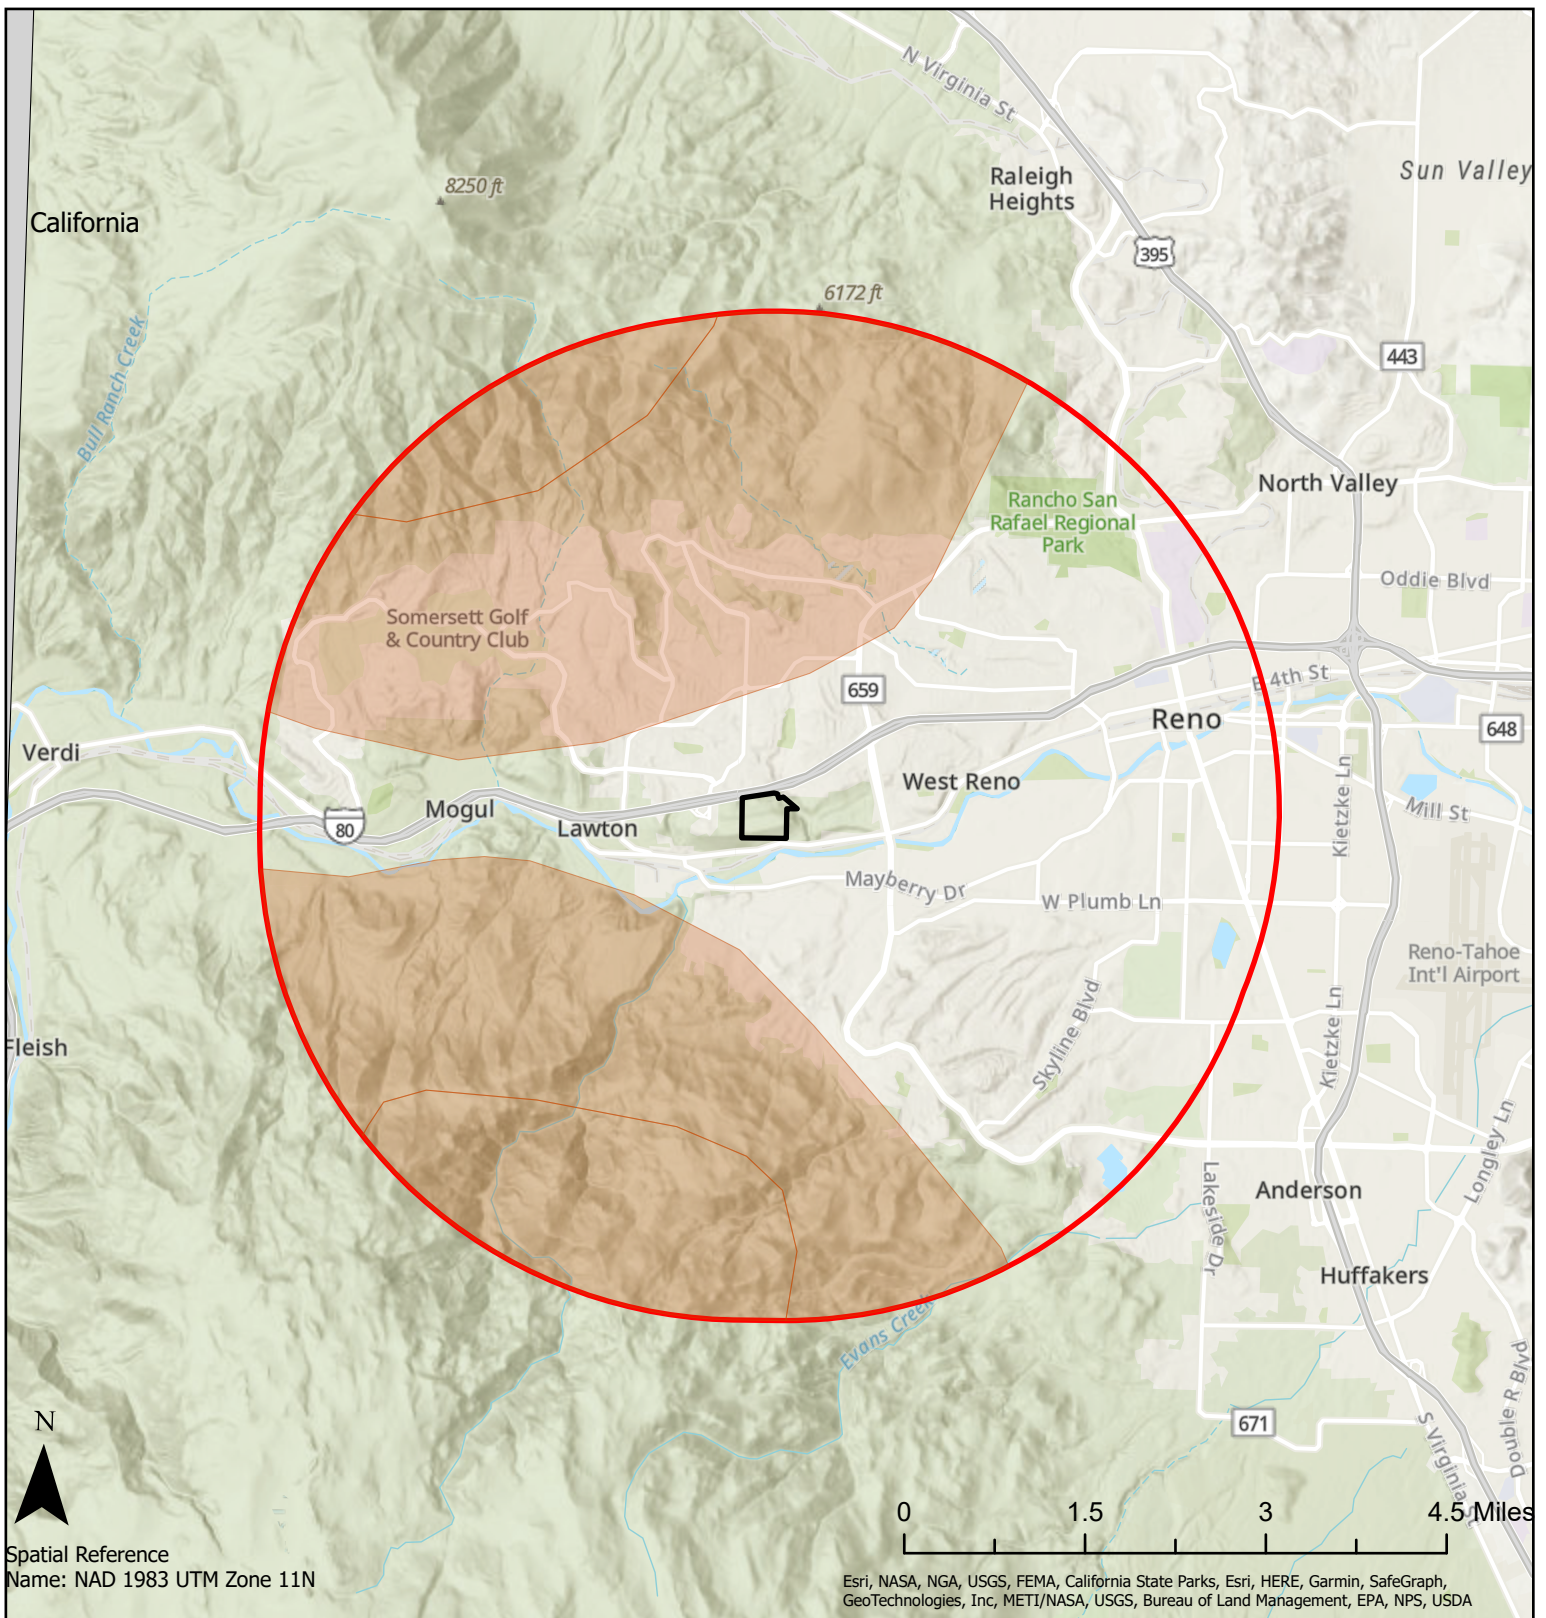 N Virginia St
Raleigh
Heights
Sun Valley
8250 ft
California
395
6172 ft
Bull Ranch Creek
443
North Valley
Rancho San
Rafael Regional
Park
Oddie Blvd
Somersett Golf
& Country Club
E 4th St
659
Reno
648
Verdi
West Reno
Kietzke Ln
Mill St
Mogul
80
Lawton
Mayberry Dr
W Plumb Ln
Reno-Tahoe
Int'l Airport
Skyline Blvd
Kietzke Ln
Fleish
Longley Ln
Lakeside Dr
Anderson
Huffakers
Evans Creek
Double R Blvd
671
S Virginia St
N
0 1.5 3 4.5 Miles
Spatial Reference
Name: NAD 1983 UTM Zone 11N
Esri, NASA, NGA, USGS, FEMA, California State Parks, Esri, HERE, Garmin, SafeGraph,
GeoTechnologies, Inc, METI/NASA, USGS, Bureau of Land Management, EPA, NPS, USDA